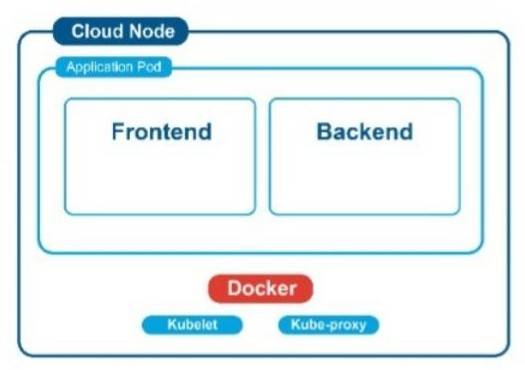 Cloud Node
Application Pod
Frontend Backend
Docker
Kubelet Kube-proxy